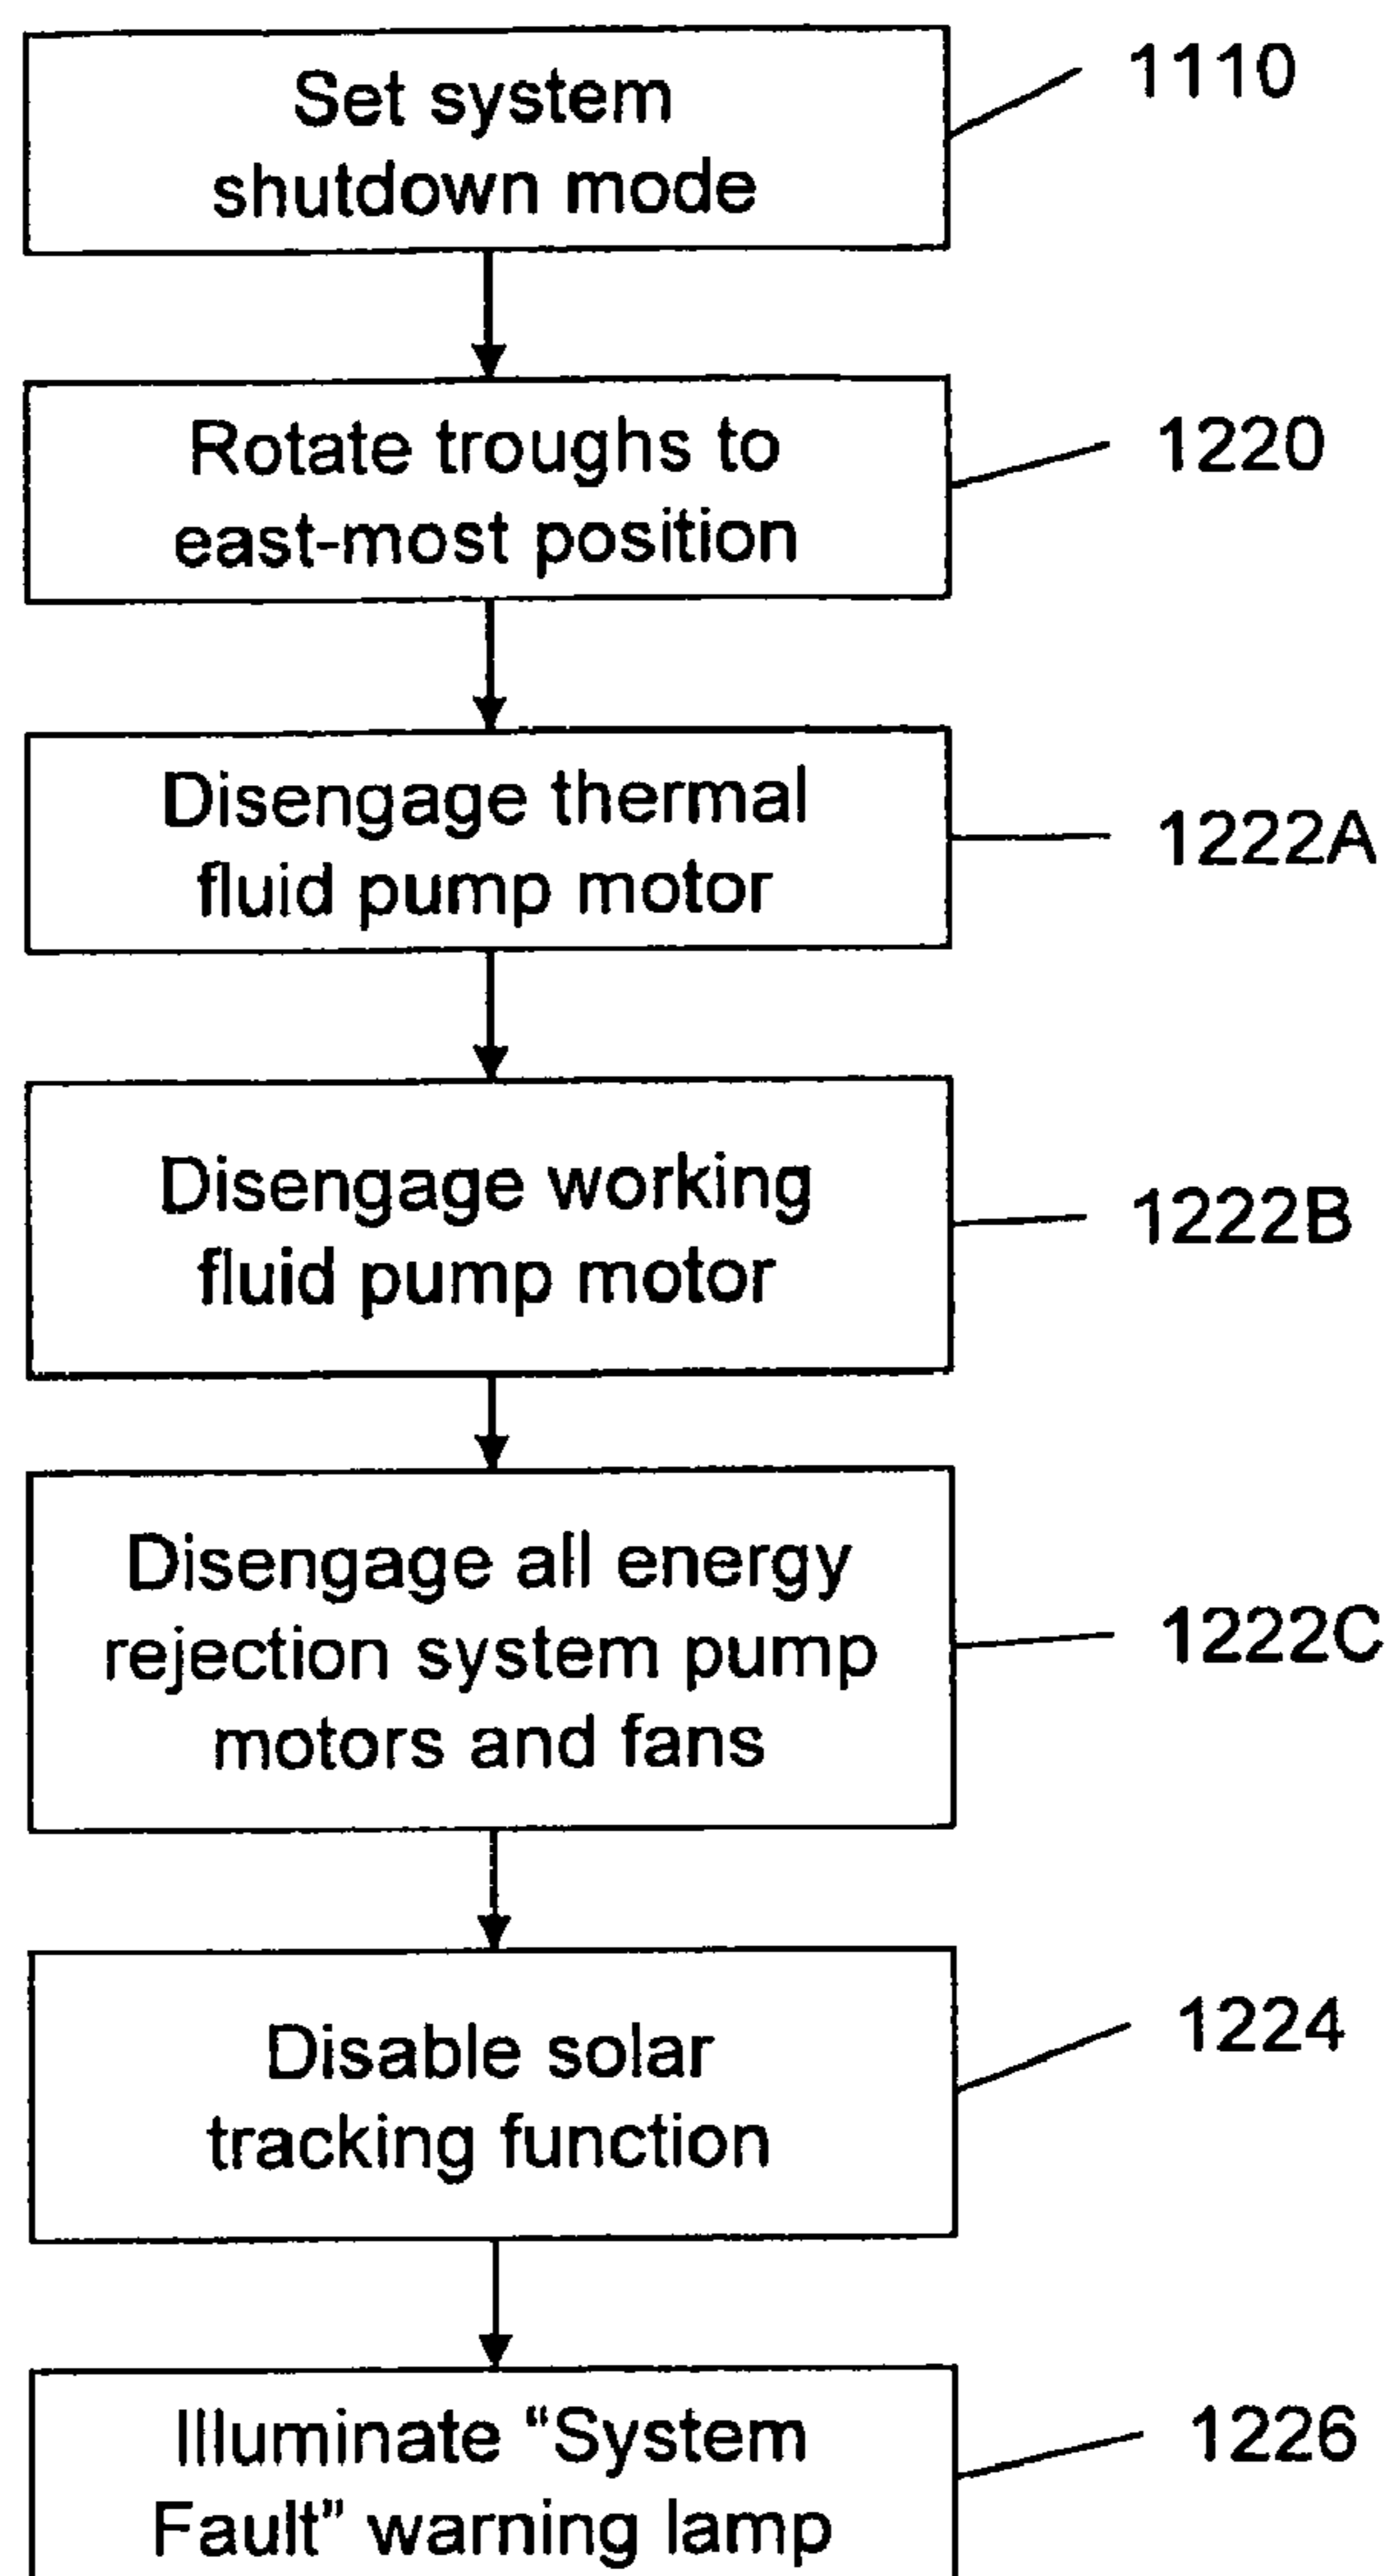 Set system
shutdown mode
1110
Rotate troughs to
east-most position
1220
Disengage thermal
fluid pump motor
1222A
Disengage working
fluid pump motor
1222B
Disengage all energy
rejection system pump
motors and fans
1222C
Disable solar
tracking function
1224
Illuminate “System
Fault” warning lamp
1226